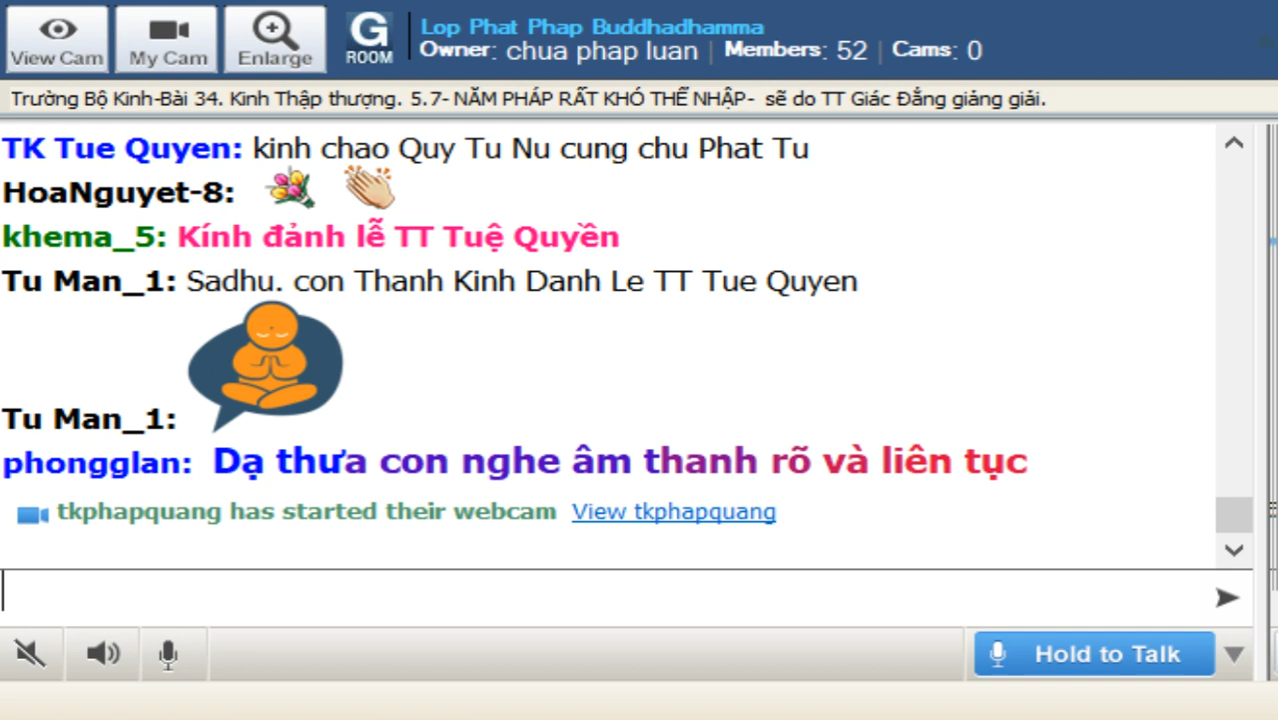 View Cam
My Cam
Enlarge
G
ROOM
Lop Phat Phap Buddhadhamma
Owner: chua phap luan | Members: 52 | Cams: 0
Trường Bộ Kinh-Bài 34. Kinh Thập thượng. 5.7- NĂM PHÁP RẤT KHÓ THỂ NHẬP- sẽ do TT Giác Đẳng giảng giải.
TK Tue Quyen: kinh chao Quy Tu Nu cung chu Phat Tu
HoaNguyet-8:
khema_5: Kính đảnh lễ TT Tuệ Quyền
Tu Man_1: Sadhu. con Thanh Kinh Danh Le TT Tue Quyen
Tu Man_1:
phongglan: Dạ thưa con nghe âm thanh rõ và liên tục
tkphapquang has started their webcam View tkphapquang
Hold to Talk